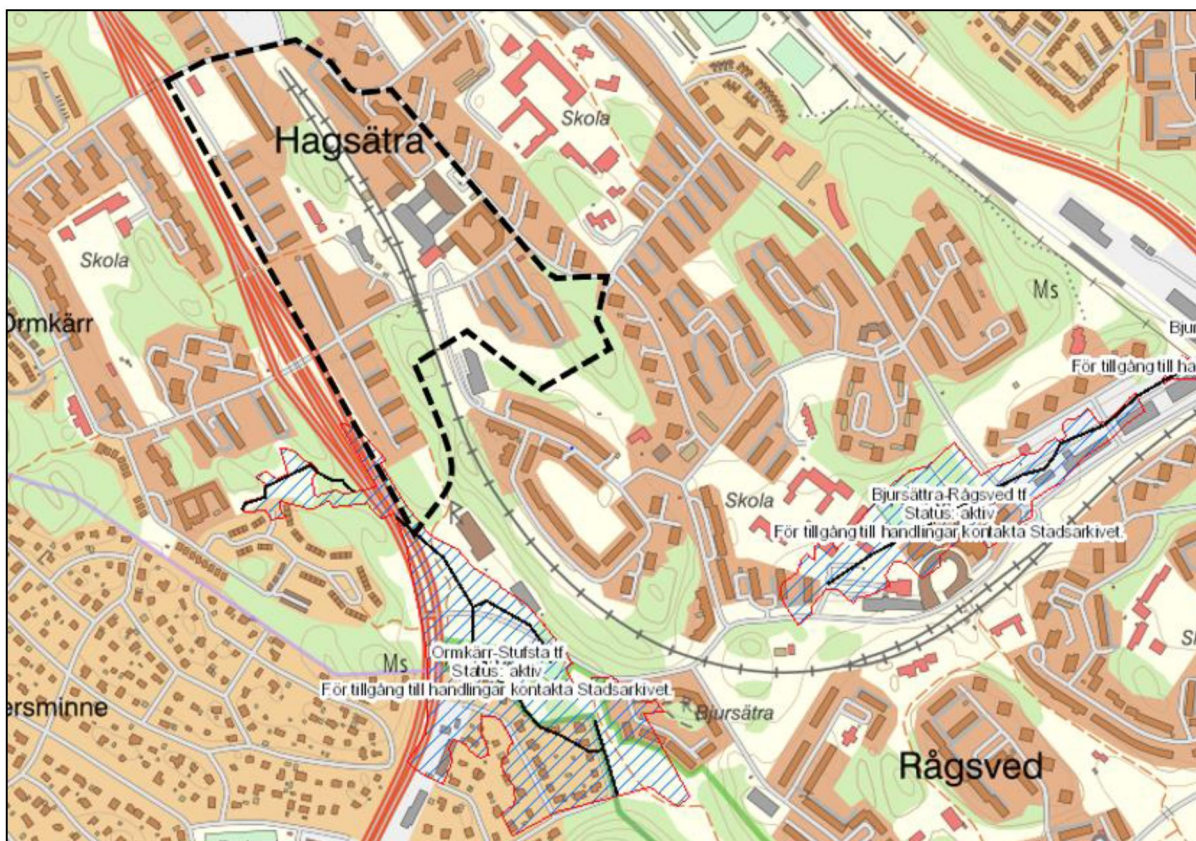 Hagsätra
Skola
Skola
Ormkärr
Ms
Bjur
För tillgång till ha
Skola
Bjursättra-Rågsved tf
Status: aktiv
För tillgång till handlingar kontakta Stadsarkivet.
Sk
Ormkärr-Stufsta tf
Status: aktiv
För tillgång till handlingar kontakta Stadsarkivet.
Ms
ersminne
Bjursätra
Rågsved